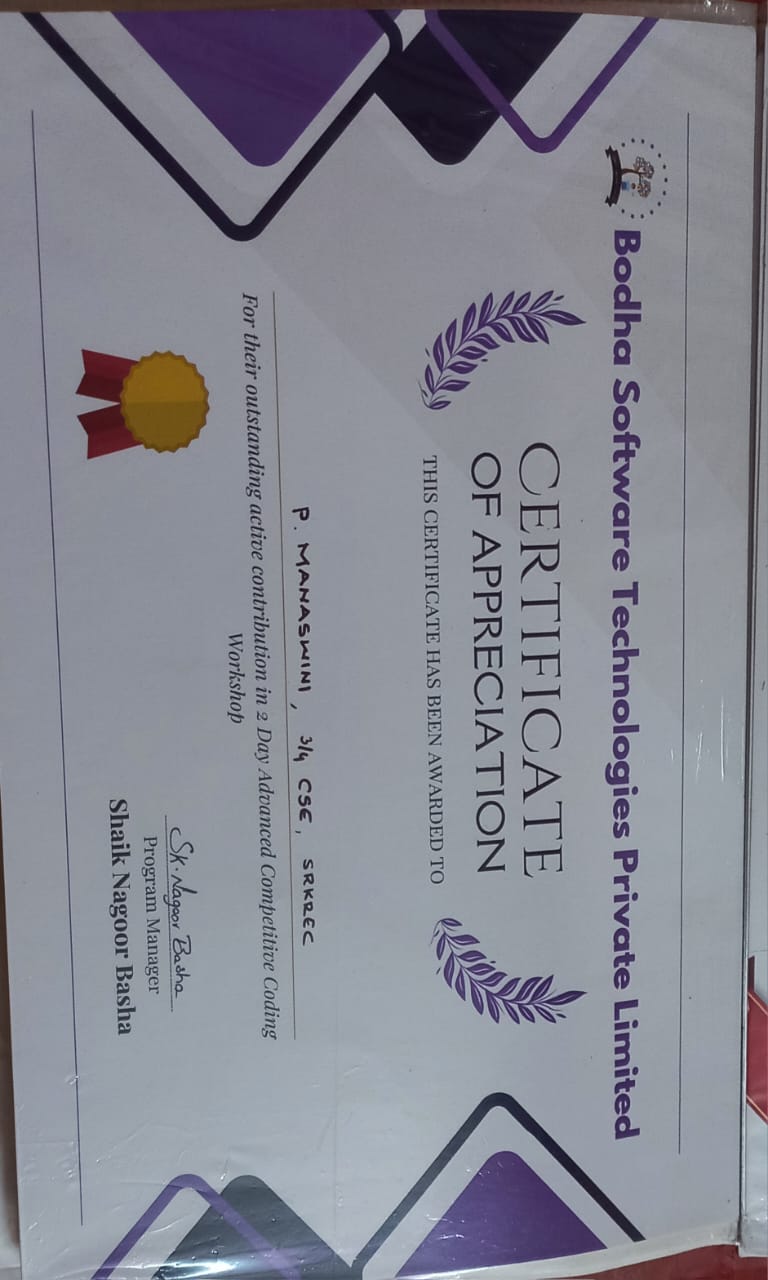 Bodha Software Technologies Private Limited
CERTIFICATE
OF APPRECIATION
THIS CERTIFICATE HAS BEEN AWARDED TO
P. MANASWINI, 3/4 CSE, SRKREC
For their outstanding active contribution in 2 Day Advanced Competitive Coding
Workshop
Sk. Nagoor Basha
Program Manager
Shaik Nagoor Basha